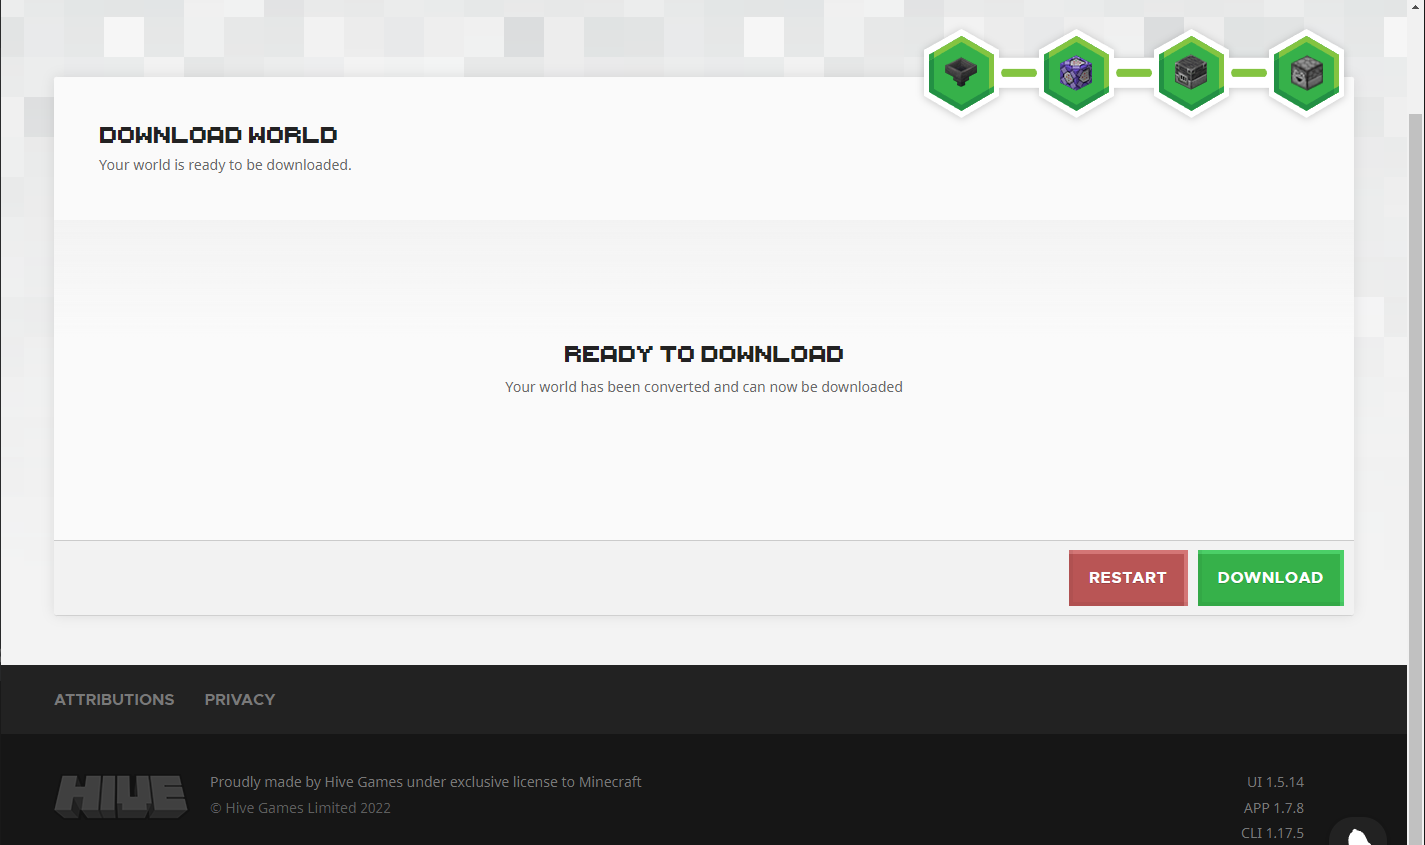 DOWNLOAD WORLD
Your world is ready to be downloaded.
READY TO DOWNLOAD
Your world has been converted and can now be downloaded
RESTART
DOWNLOAD
ATTRIBUTIONS
PRIVACY
HIVE
Proudly made by Hive Games under exclusive license to Minecraft
© Hive Games Limited 2022
UI 1.5.14
APP 1.7.8
CLI 1.17.5